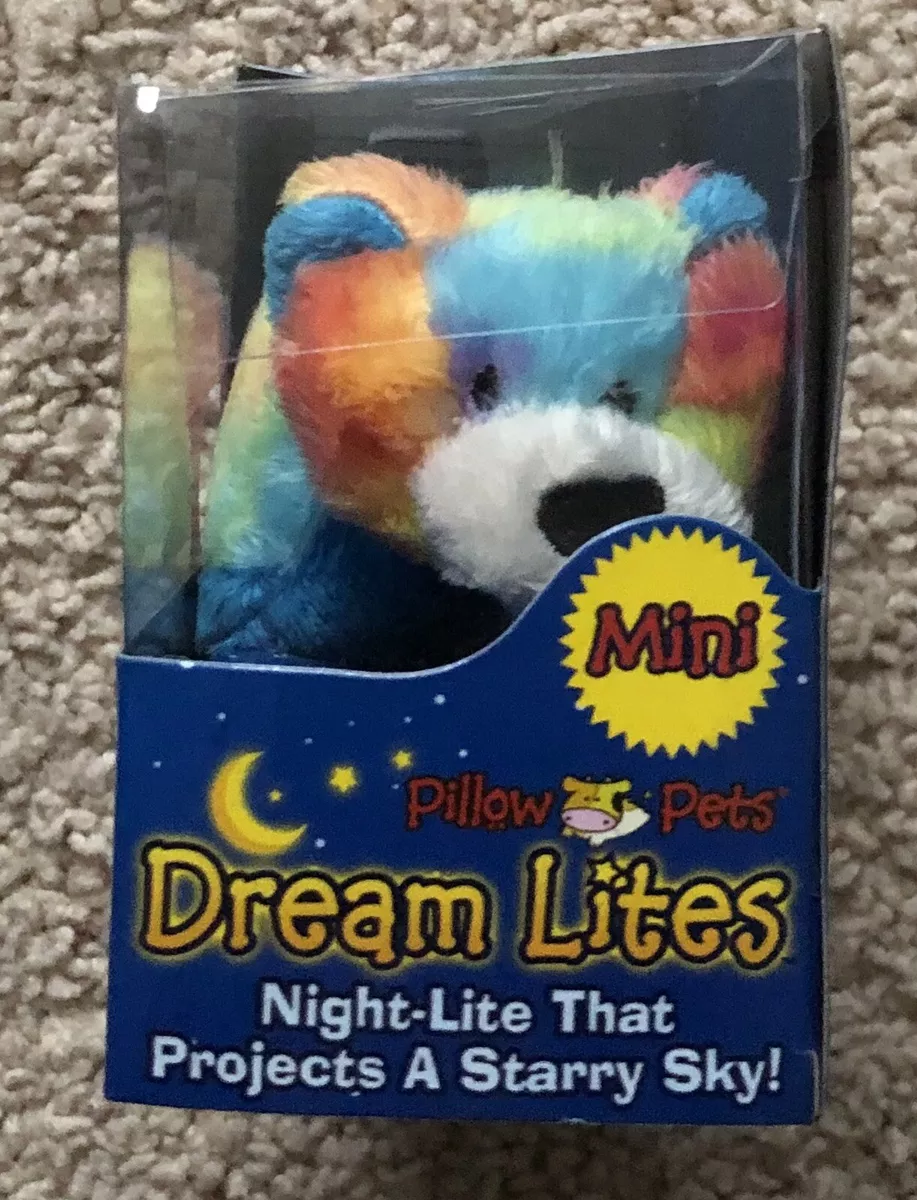 Mini
Pillow Pets
Dream Lites
Night-Lite That
Projects A Starry Sky!